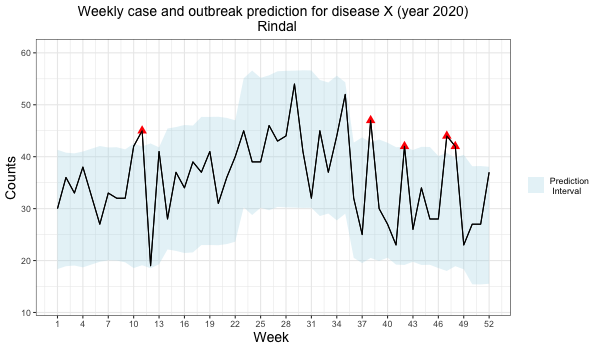 Weekly case and outbreak prediction for disease X (year 2020)
Rindal
Counts
60
50
40
30
20
10
1 4 7 10 13 16 19 22 25 28 31 34 37 40 43 46 49 52
Week
Prediction
Interval